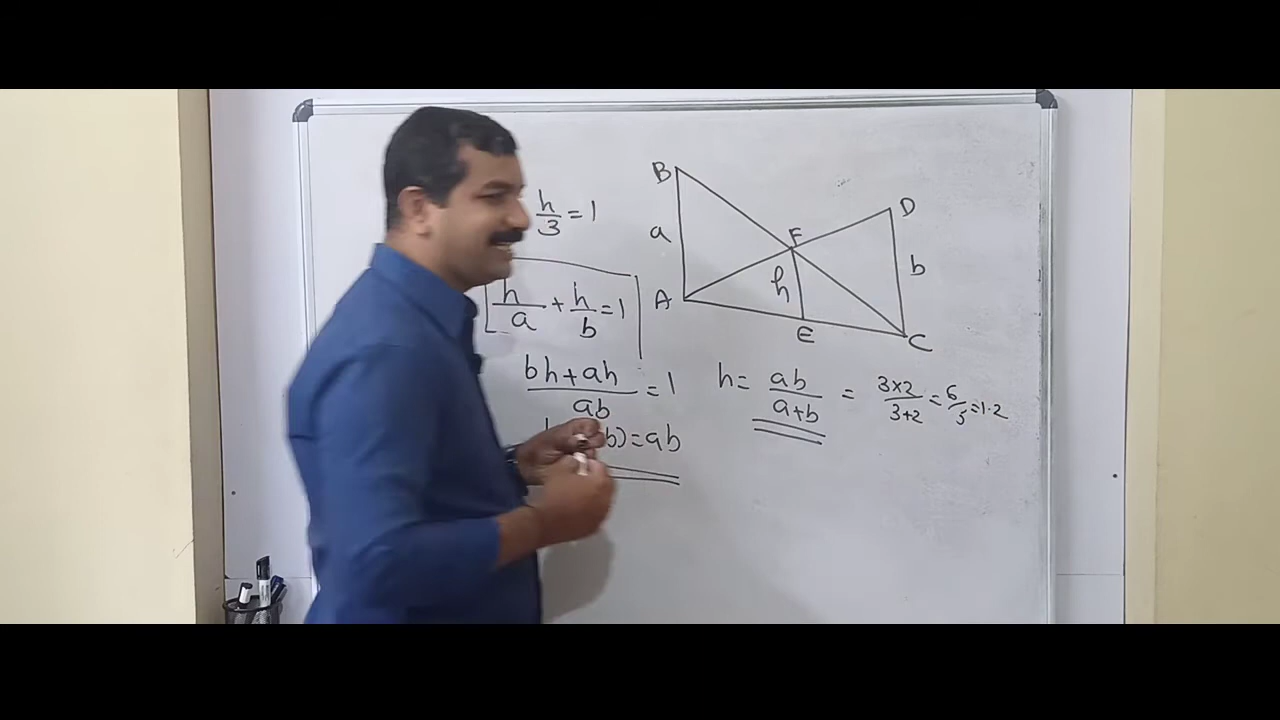 h/3 = 1
h/a + h/b = 1
(bh + ah)/ab = 1
b) = ab
B
D
F
a
h
b
A
E
C
h = ab/(a+b) = (3×2)/(3+2) = 6/5 = 1.2